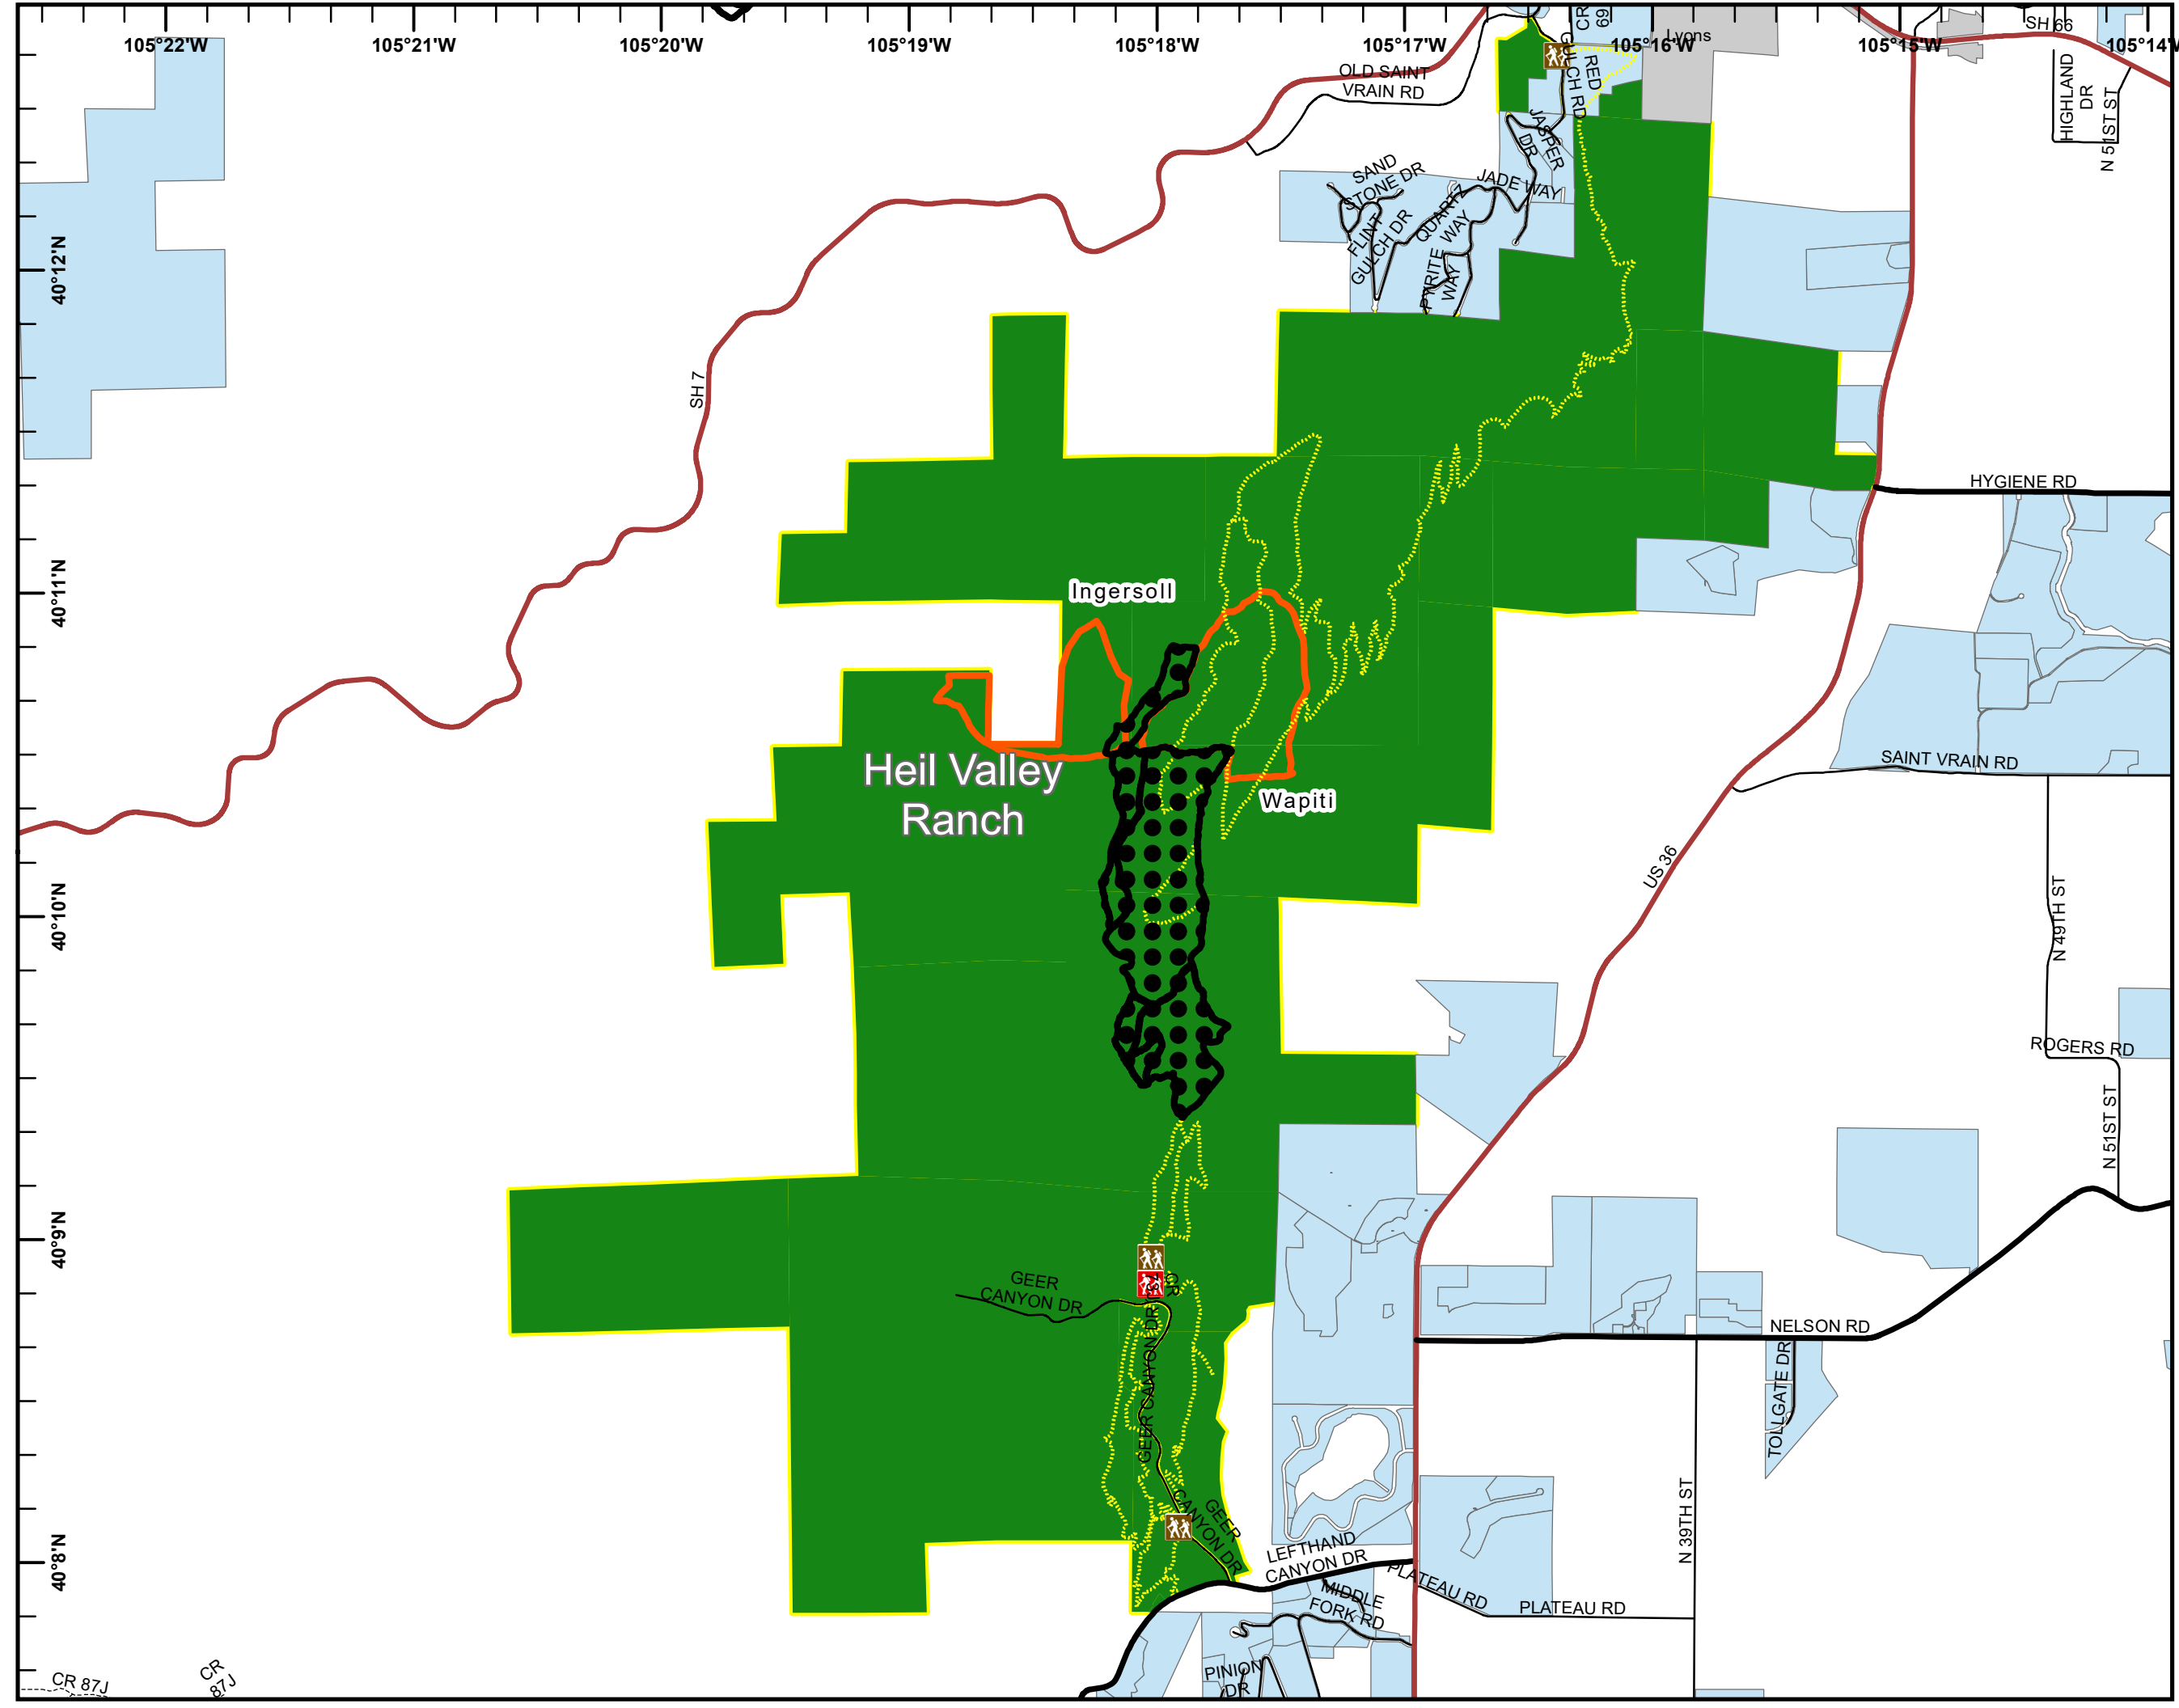 105°22'W
105°21'W
105°20'W
105°19'W
105°18'W
105°17'W
105°16'W
105°15'W
105°14'W
40°12'N
40°11'N
40°10'N
40°9'N
40°8'N
SH 66
Lyons
CR
69
RED
GULCH RD
OLD SAINT
VRAIN RD
HIGHLAND
DR
N 51ST ST
JASPER
DR
SAND
STONE DR
JADE WAY
FLINT
GULCH DR
QUARTZ
WAY
PYRITE
WAY
SH 7
HYGIENE RD
Ingersoll
Heil Valley
Ranch
Wapiti
SAINT VRAIN RD
US 36
N 49TH ST
ROGERS RD
N 51ST ST
GEER
CANYON DR
CR
GEER CANYON DR
NELSON RD
TOLLGATE DR
N 39TH ST
GEER
CANYON DR
LEFTHAND
CANYON DR
PLATEAU RD
PLATEAU RD
MIDDLE
FORK RD
PINION
DR
CR 87J
CR
87J